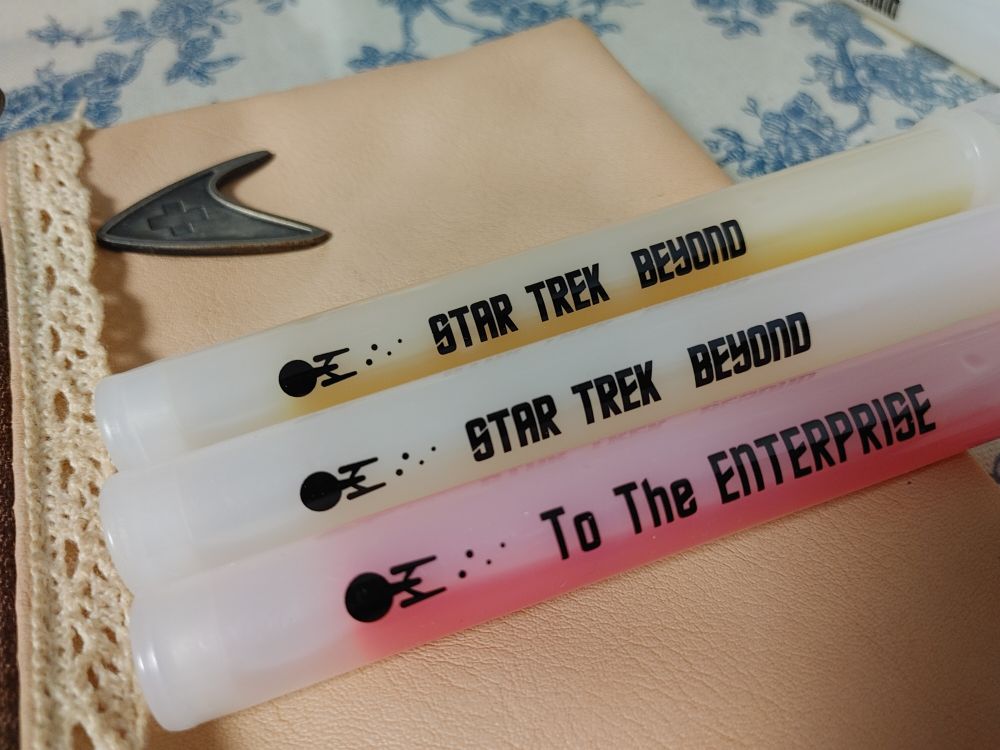 STAR TREK BEYOND
STAR TREK BEYOND
To The ENTERPRISE